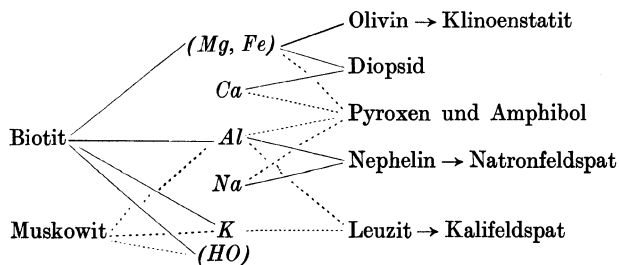 Olivin → Klinoenstatit
(Mg, Fe)
Diopsid
Ca
Pyroxen und Amphibol
Biotit
Al
Nephelin → Natronfeldspat
Na
Muskowit
K
Leuzit → Kalifeldspat
(HO)